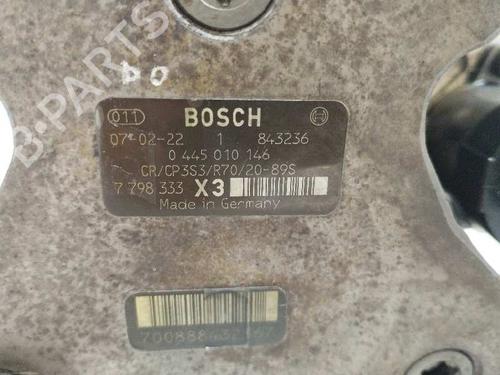 B-PARTS
bo
011 BOSCH
07-02-22 1 843236
0 445 010 146
CR/CP3S3/R70/20-89S
7 798 333 X3
Made in Germany